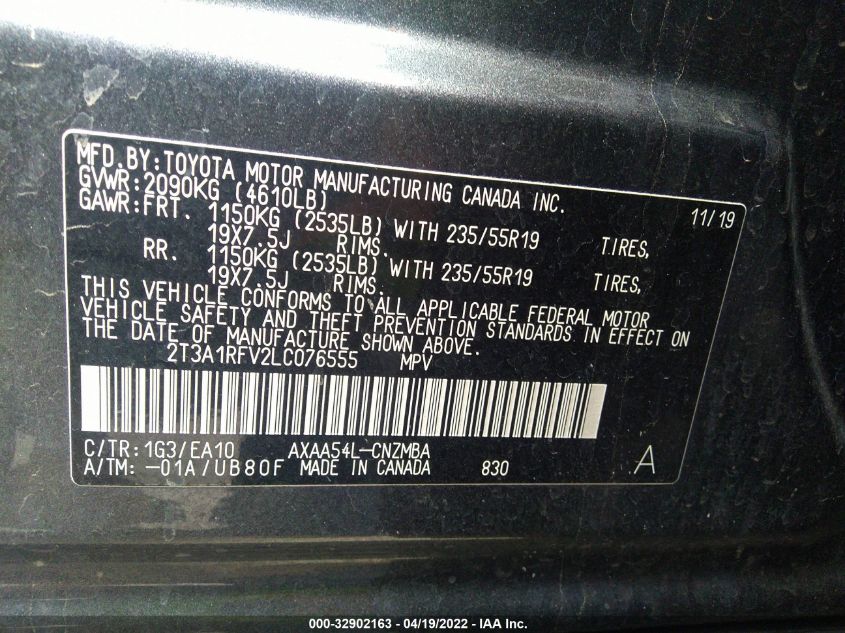 MFD.BY:TOYOTA MOTOR MANUFACTURING CANADA INC.
GVWR:2090KG (4610LB) 11/19
GAWR:FRT. 1150KG (2535LB) WITH 235/55R19 TIRES,
19X7.5J RIMS.
RR. 1150KG (2535LB) WITH 235/55R19 TIRES,
19X7.5J RIMS.
THIS VEHICLE CONFORMS TO ALL APPLICABLE FEDERAL MOTOR
VEHICLE SAFETY AND THEFT PREVENTION STANDARDS IN EFFECT ON
THE DATE OF MANUFACTURE SHOWN ABOVE.
2T3A1RFV2LC076555 MPV
C/TR:1G3/EA10 AXAA54L-CNZMBA
A/TM:-01A/UB80F MADE IN CANADA 830 A
000-32902163 - 04/19/2022 - IAA Inc.